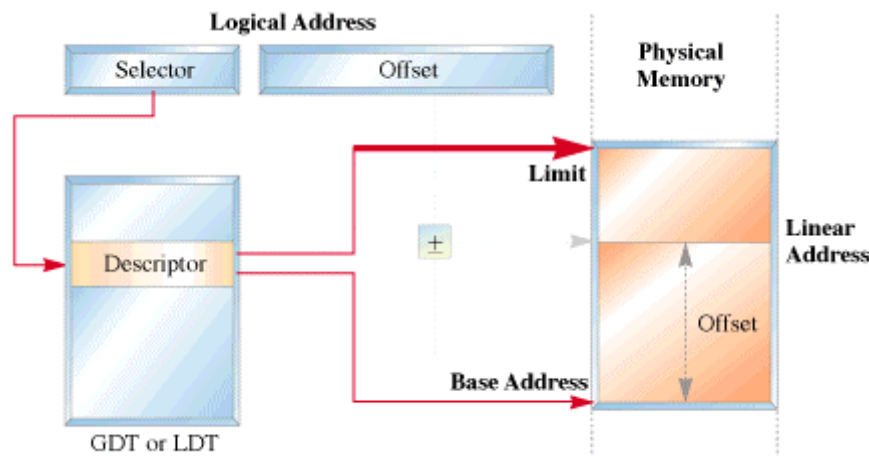 Logical Address
Selector
Offset
Physical
Memory
Limit
Linear
Address
±
Descriptor
Offset
Base Address
GDT or LDT